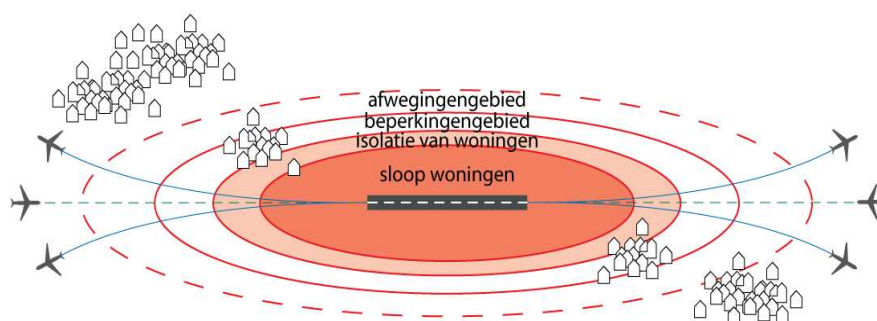 afwegingengebied
beperkingengebied
isolatie van woningen
sloop woningen